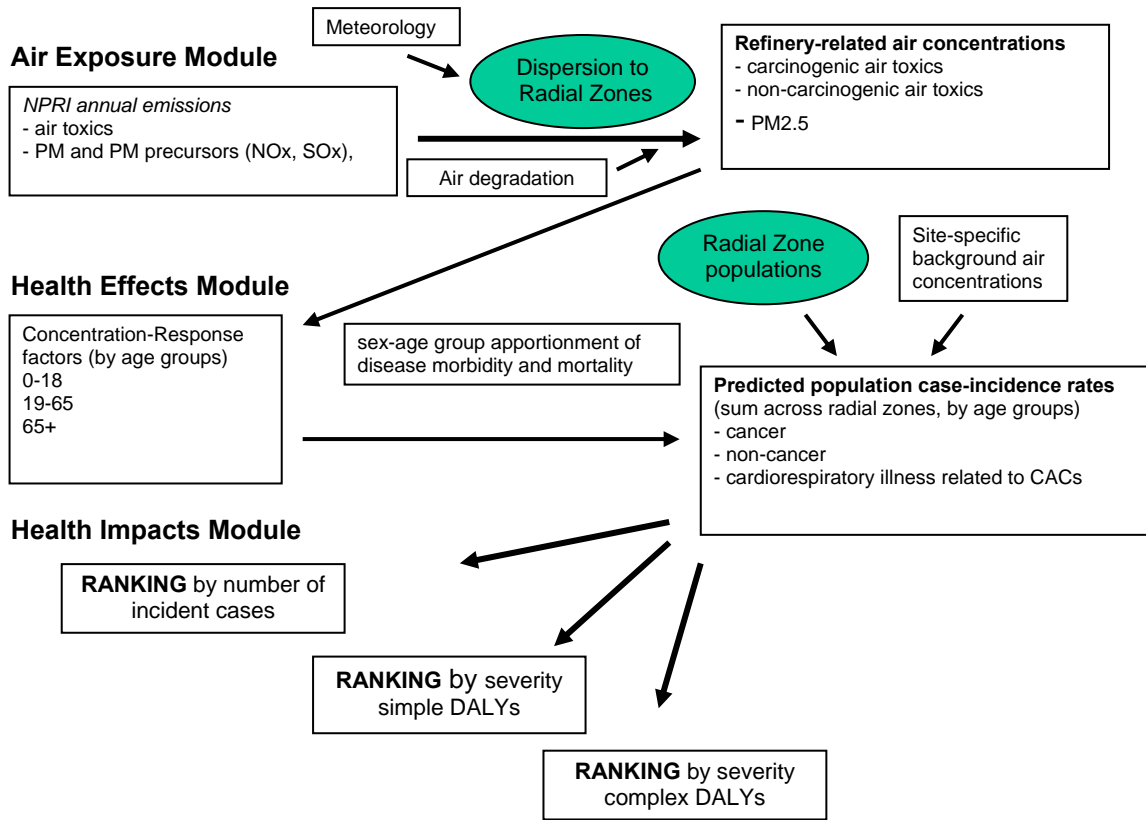 Meteorology
Air Exposure Module
Dispersion to
Radial Zones
Refinery-related air concentrations
- carcinogenic air toxics
- non-carcinogenic air toxics
- PM2.5
NPRI annual emissions
- air toxics
- PM and PM precursors (NOx, SOx),
Air degradation
Radial Zone
populations
Site-specific
background air
concentrations
Health Effects Module
Concentration-Response
factors (by age groups)
0-18
19-65
65+
sex-age group apportionment of
disease morbidity and mortality
Predicted population case-incidence rates
(sum across radial zones, by age groups)
- cancer
- non-cancer
- cardiorespiratory illness related to CACs
Health Impacts Module
RANKING by number of
incident cases
RANKING by severity
simple DALYs
RANKING by severity
complex DALYs